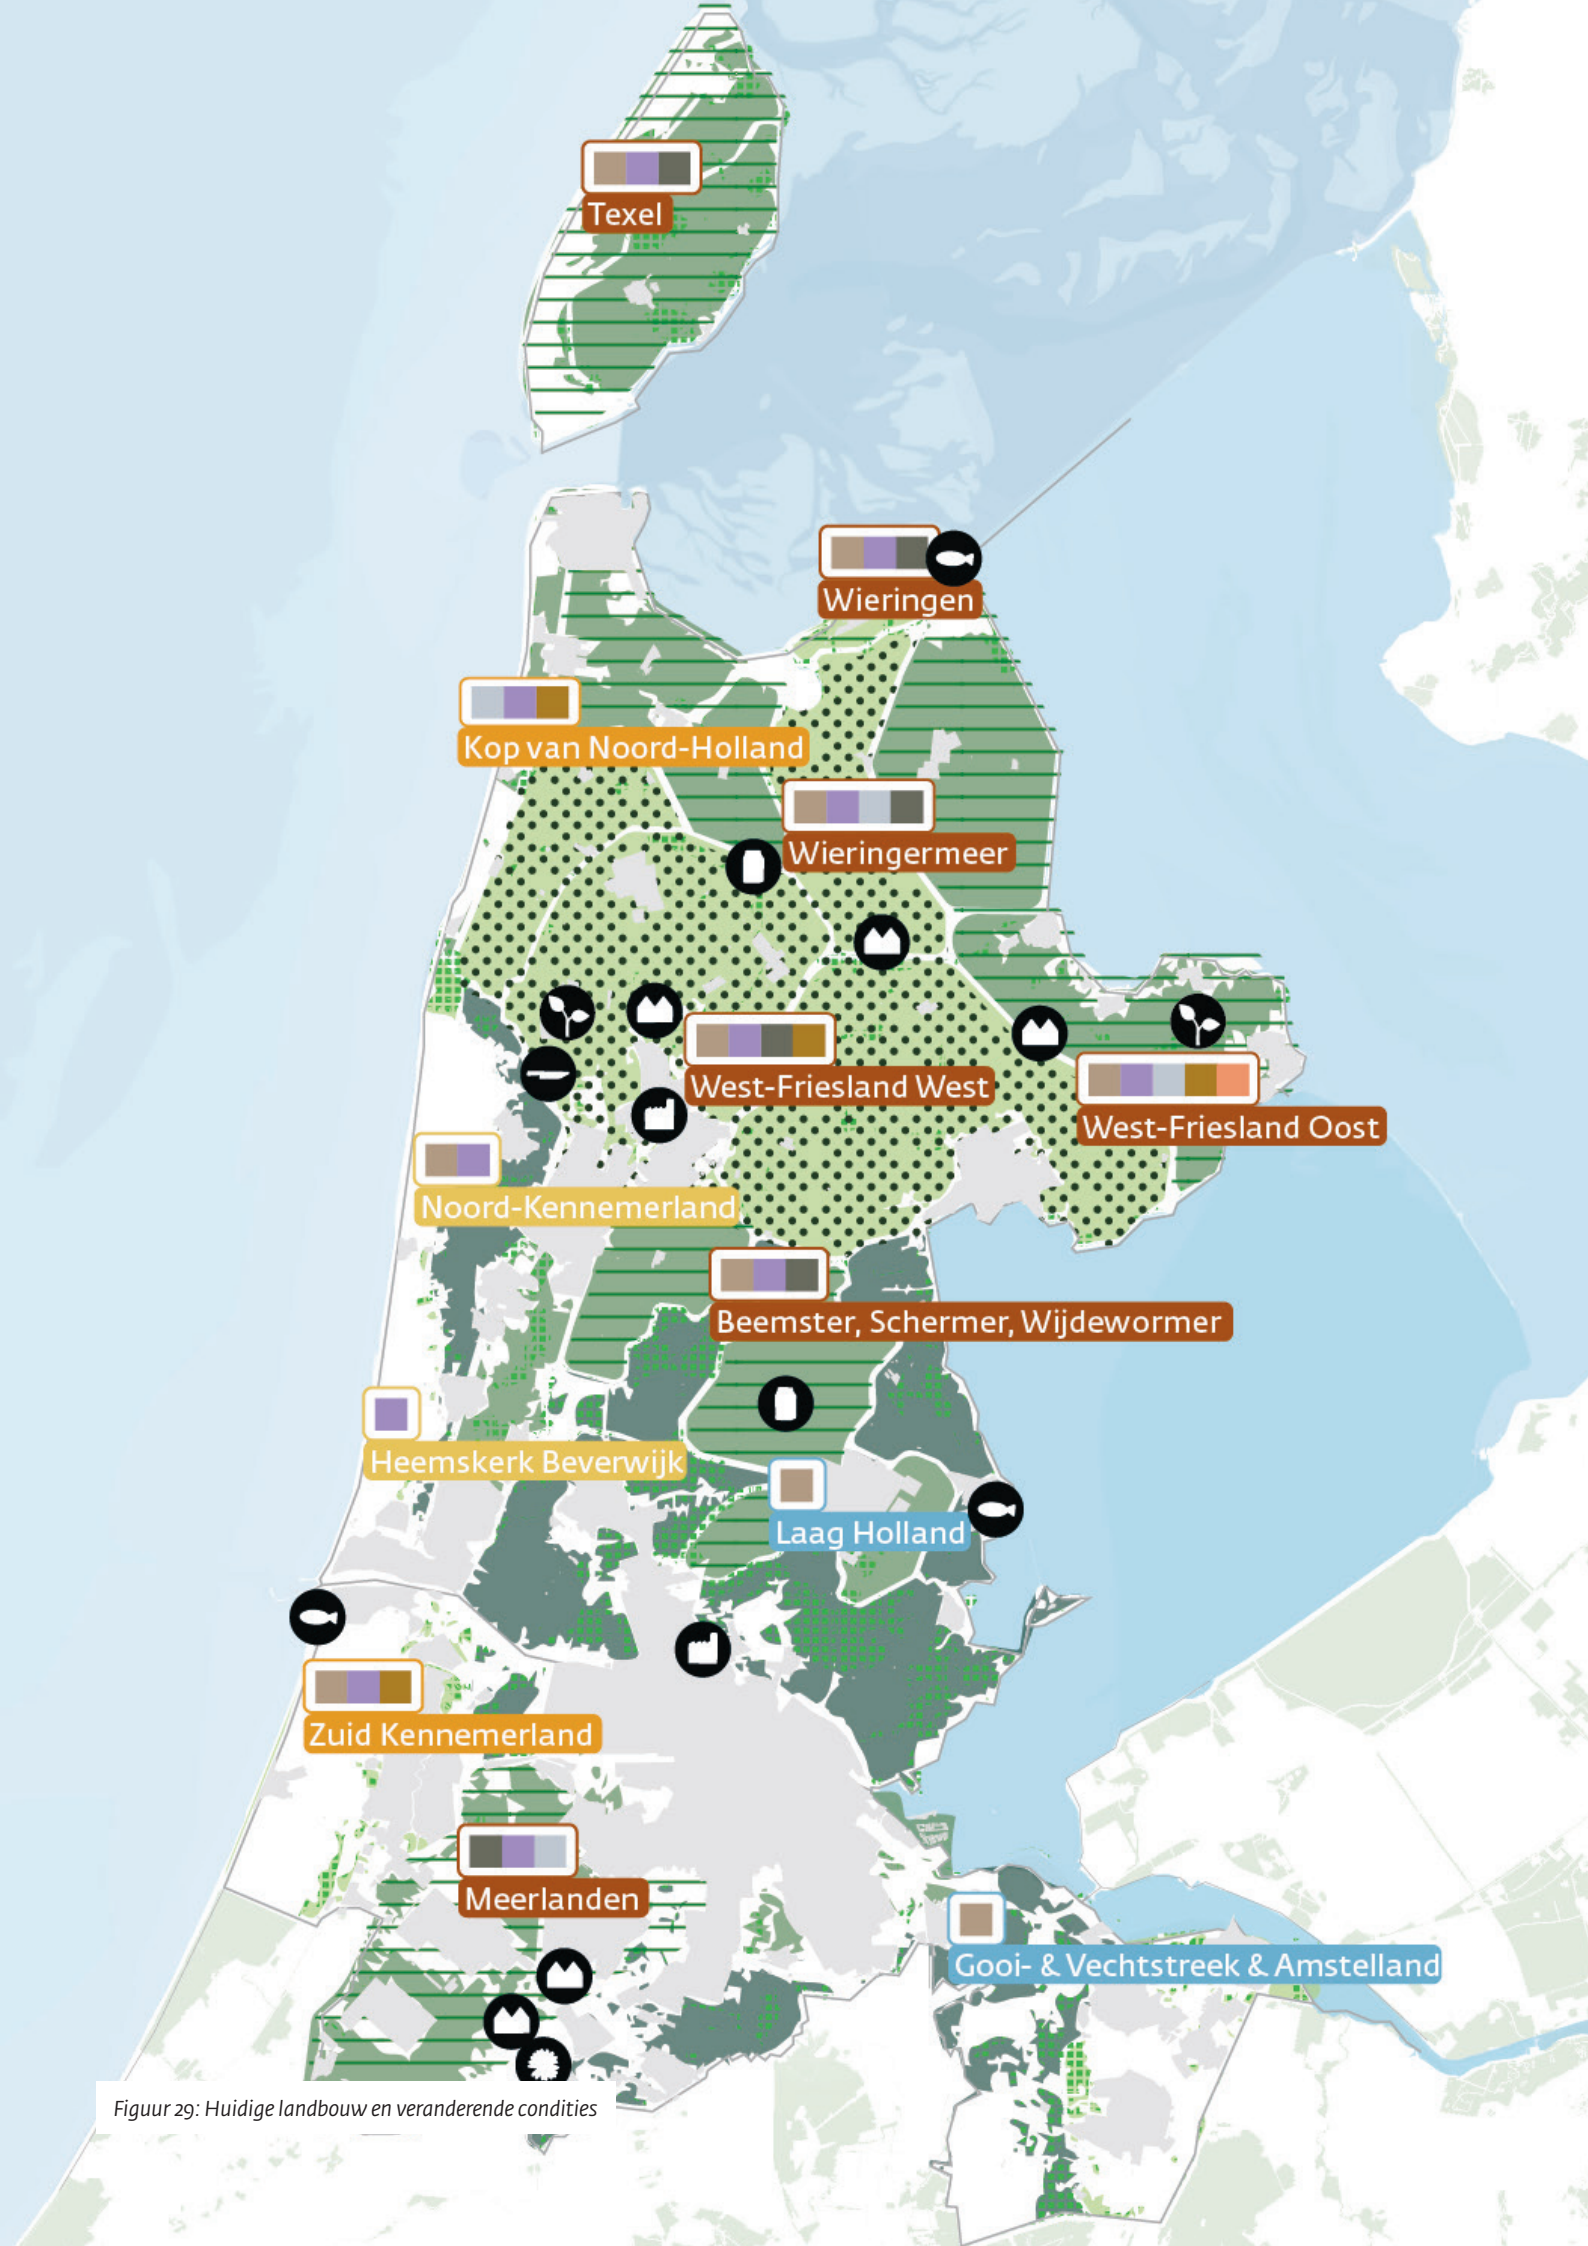 Texel
Wieringen
Kop van Noord-Holland
Wieringermeer
West-Friesland West
West-Friesland Oost
Noord-Kennemerland
Beemster, Schermer, Wijdewormer
Heemskerk Beverwijk
Laag Holland
Zuid Kennemerland
Meerlanden
Gooi- & Vechtstreek & Amstelland
Figuur 29: Huidige landbouw en veranderende condities